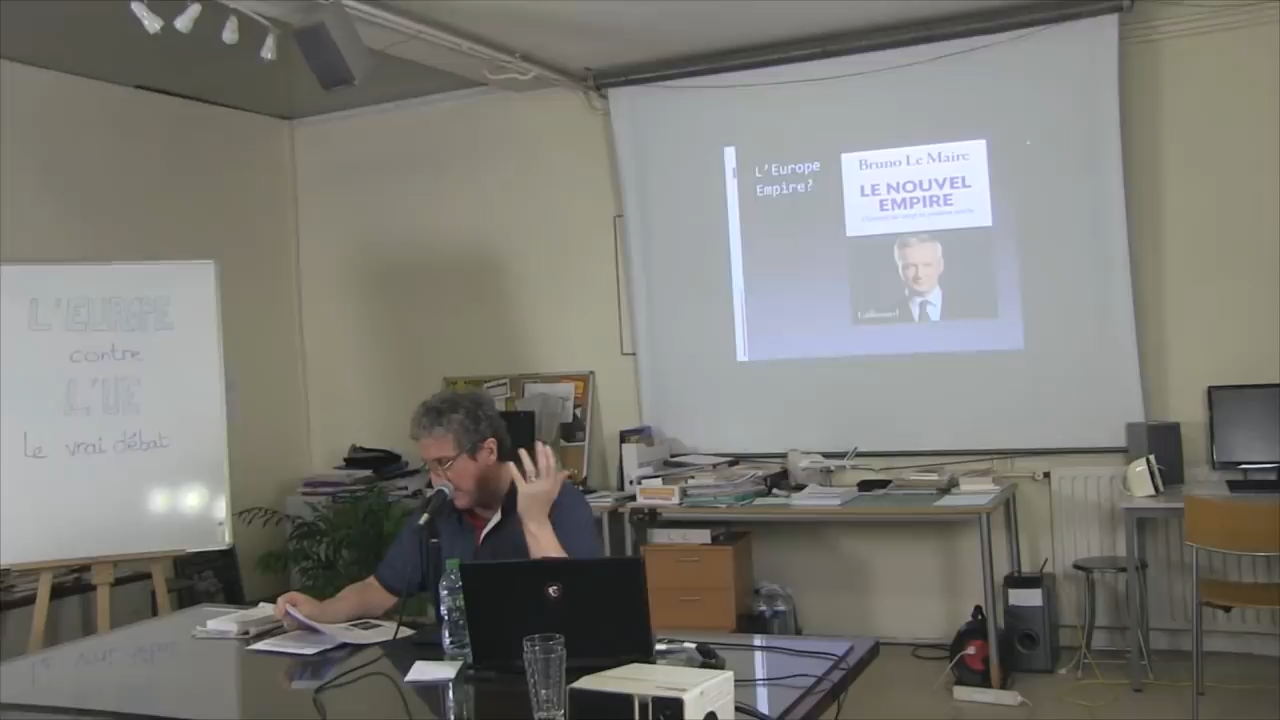 L'EUROPE
contre
L'UE
Le vrai débat
L'Europe
Empire?
Bruno Le Maire
LE NOUVEL
EMPIRE
Gallimard